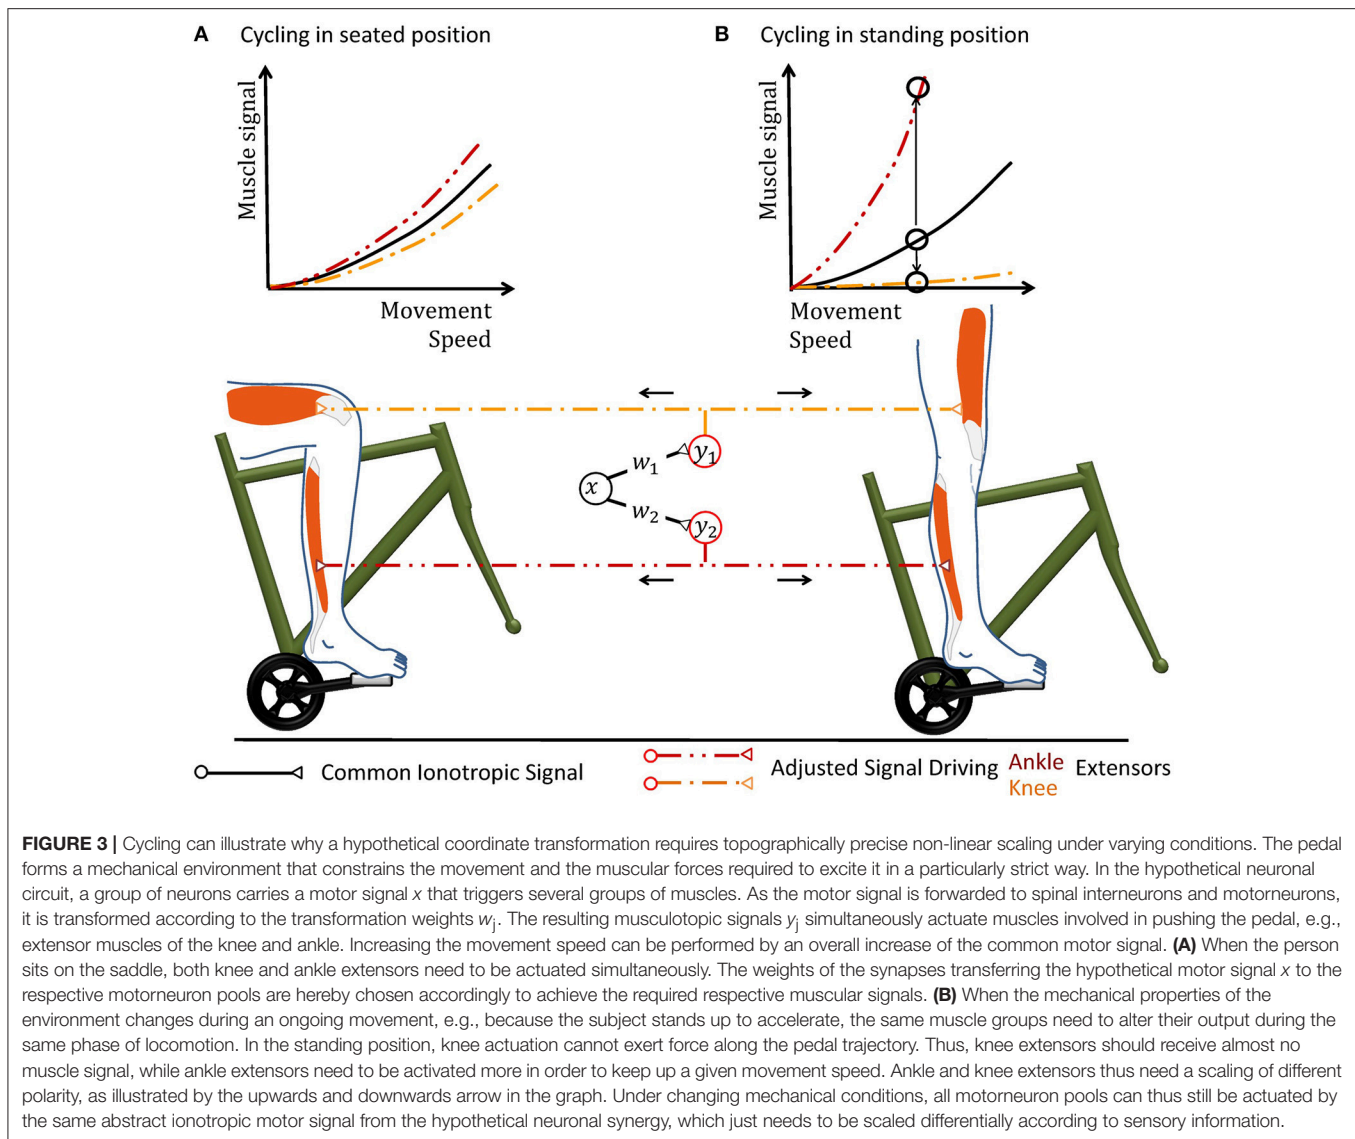 A Cycling in seated position
B Cycling in standing position
Muscle signal
Movement
Speed
Muscle signal
Movement
Speed
x
w1
y1
w2
y2
Common Ionotropic Signal
Adjusted Signal Driving Ankle Extensors
Knee
FIGURE 3 | Cycling can illustrate why a hypothetical coordinate transformation requires topographically precise non-linear scaling under varying conditions. The pedal
forms a mechanical environment that constrains the movement and the muscular forces required to excite it in a particularly strict way. In the hypothetical neuronal
circuit, a group of neurons carries a motor signal x that triggers several groups of muscles. As the motor signal is forwarded to spinal interneurons and motorneurons,
it is transformed according to the transformation weights wj. The resulting musculotopic signals yj simultaneously actuate muscles involved in pushing the pedal, e.g.,
extensor muscles of the knee and ankle. Increasing the movement speed can be performed by an overall increase of the common motor signal. (A) When the person
sits on the saddle, both knee and ankle extensors need to be actuated simultaneously. The weights of the synapses transferring the hypothetical motor signal x to the
respective motorneuron pools are hereby chosen accordingly to achieve the required respective muscular signals. (B) When the mechanical properties of the
environment changes during an ongoing movement, e.g., because the subject stands up to accelerate, the same muscle groups need to alter their output during the
same phase of locomotion. In the standing position, knee actuation cannot exert force along the pedal trajectory. Thus, knee extensors should receive almost no
muscle signal, while ankle extensors need to be activated more in order to keep up a given movement speed. Ankle and knee extensors thus need a scaling of different
polarity, as illustrated by the upwards and downwards arrow in the graph. Under changing mechanical conditions, all motorneuron pools can thus still be actuated by
the same abstract ionotropic motor signal from the hypothetical neuronal synergy, which just needs to be scaled differentially according to sensory information.